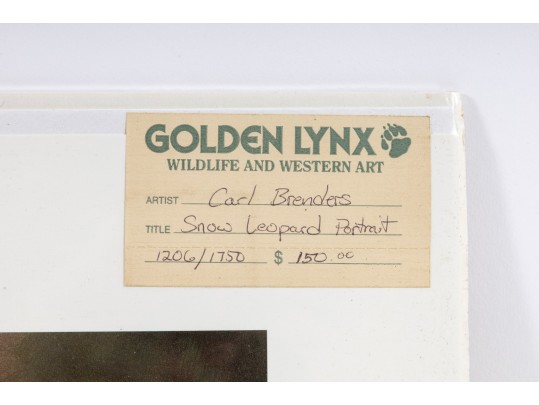 GOLDEN LYNX
WILDLIFE AND WESTERN ART
ARTIST Carl Brenders
TITLE Snow Leopard Portrait
1206/1750 $ 150.00